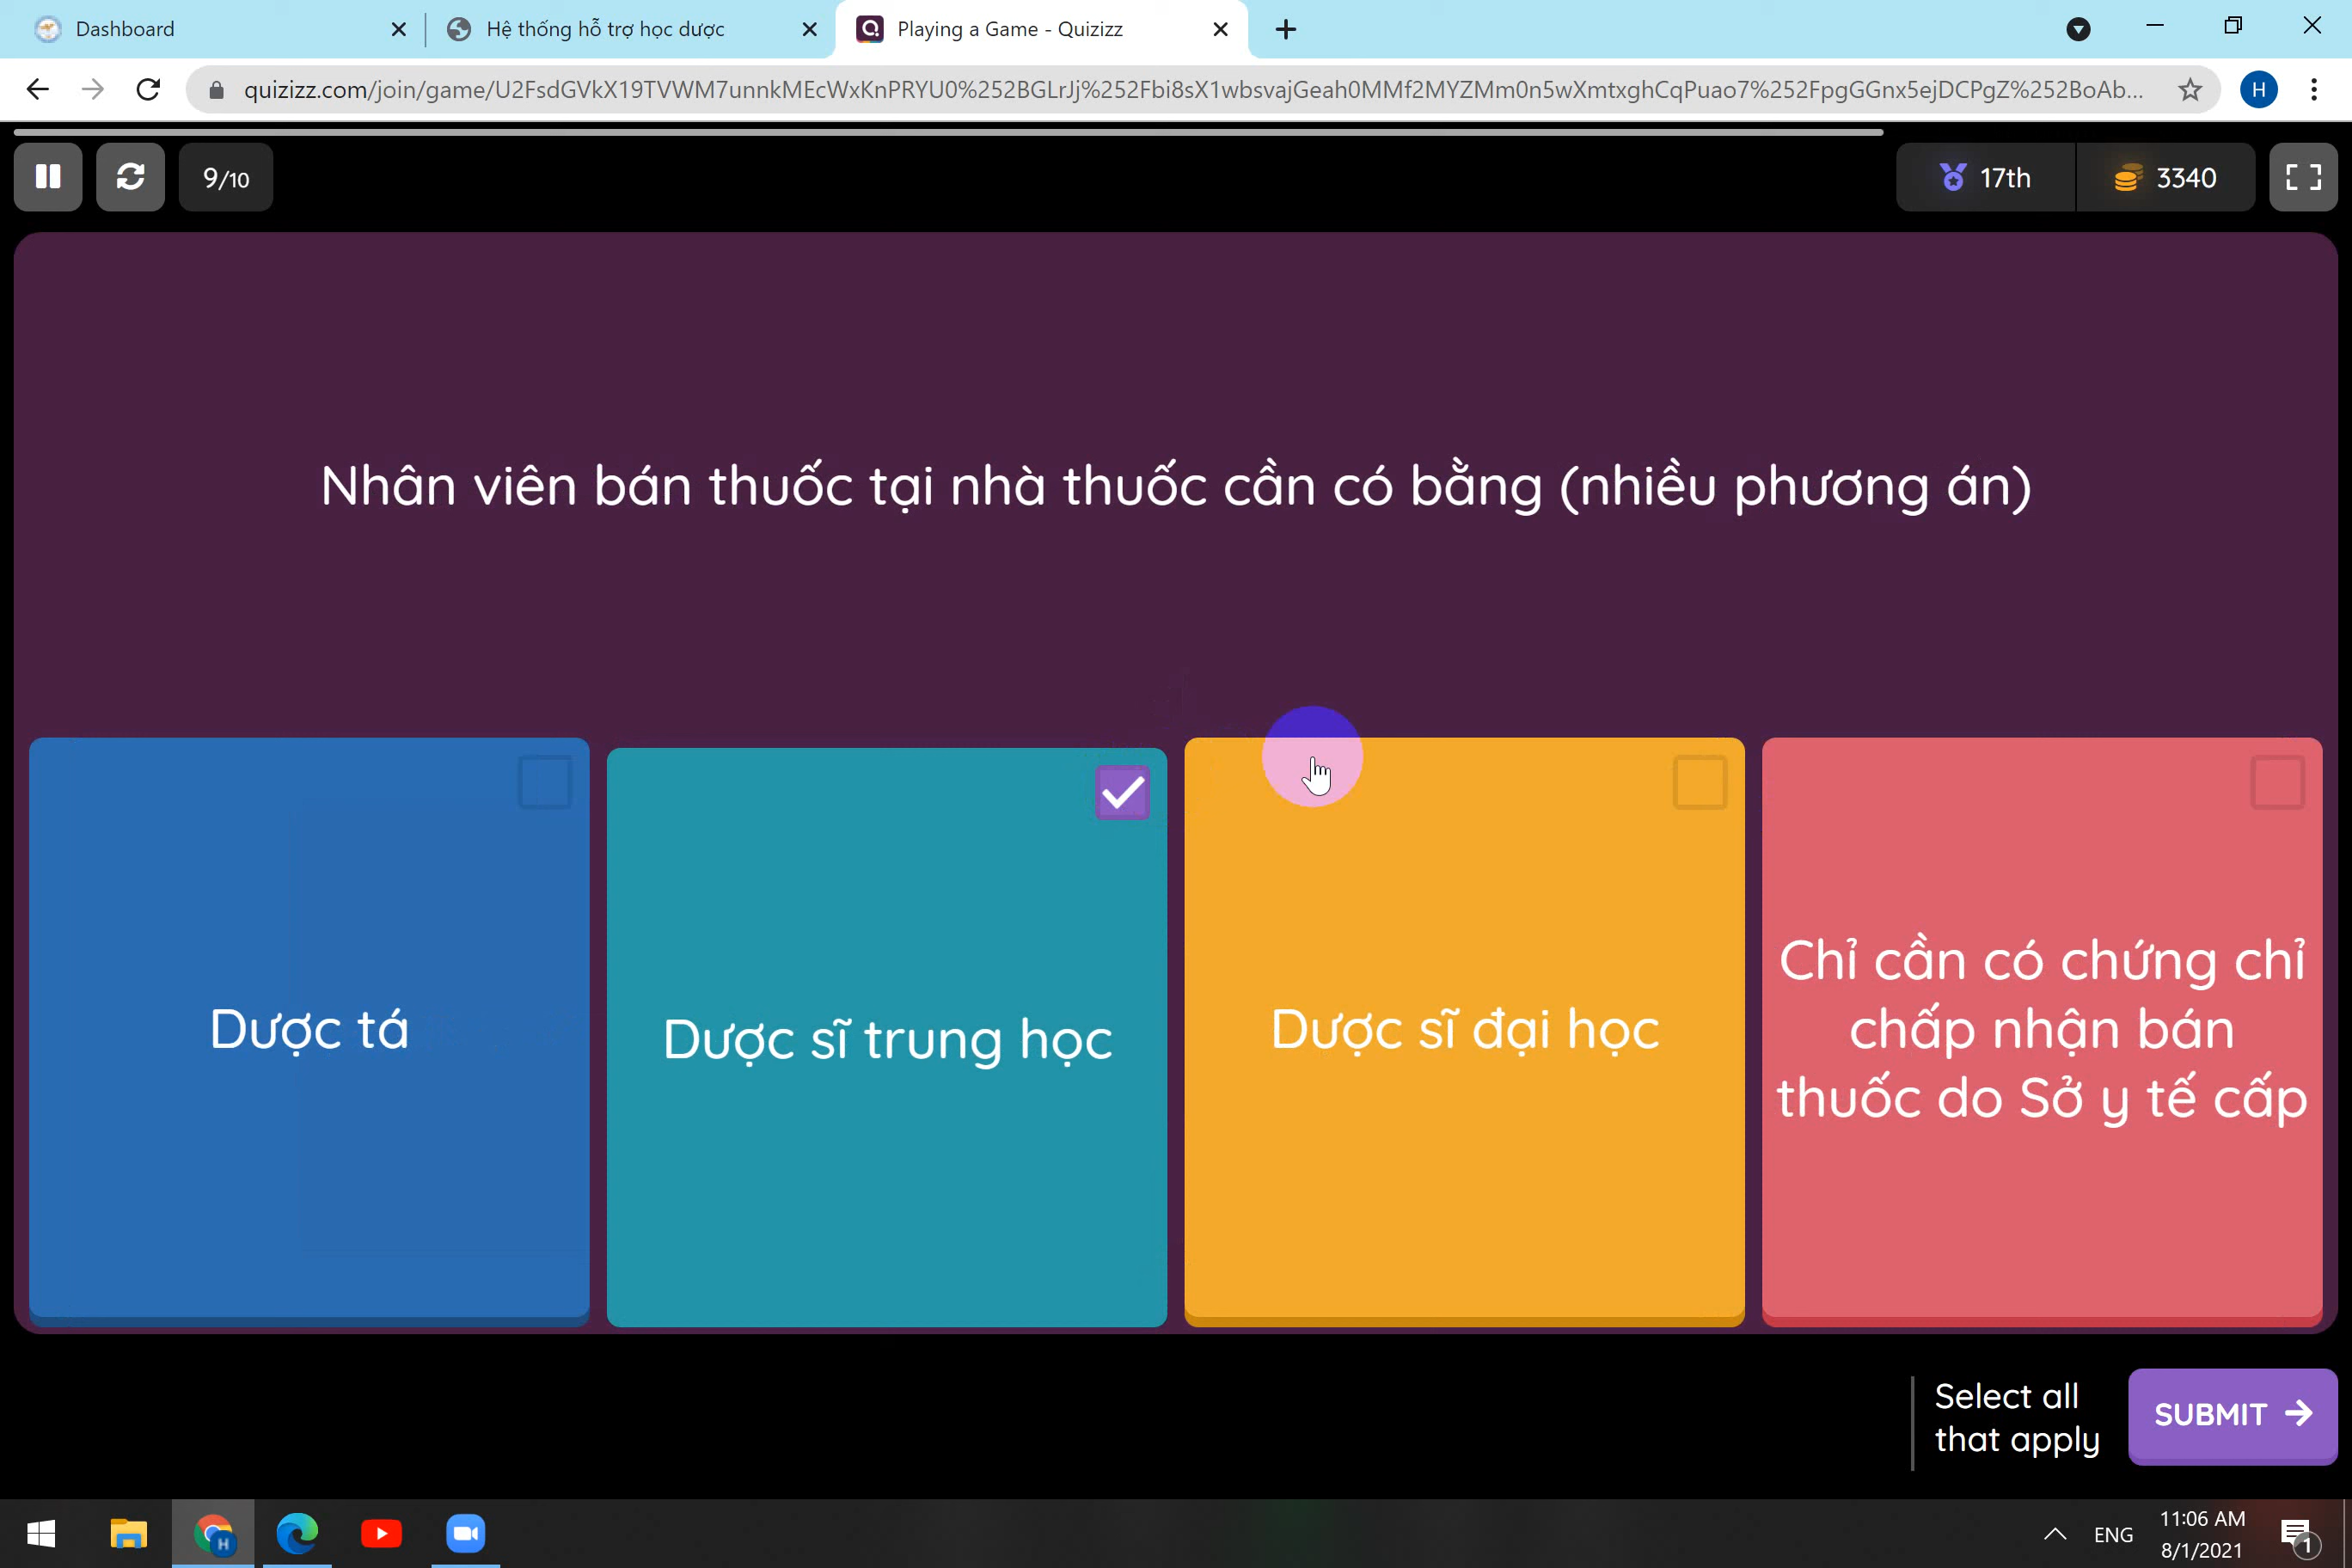 Dashboard
Hệ thống hỗ trợ học dược
Playing a Game - Quizizz
quizizz.com/join/game/U2FsdGVkX19TVWM7unnkMEcWxKnPRYU0%252BGLrJj%252Fbi8sX1wbsvajGeah0MMf2MYZMm0n5wXmtxghCqPuao7%252FpgGGnx5ejDCPgZ%252BoAb...
H
9/10
17th
3340
Nhân viên bán thuốc tại nhà thuốc cần có bằng (nhiều phương án)
Dược tá
Dược sĩ trung học
Dược sĩ đại học
Chỉ cần có chứng chỉ
chấp nhận bán
thuốc do Sở y tế cấp
Select all
that apply
SUBMIT
H
ENG
11:06 AM
8/1/2021
1